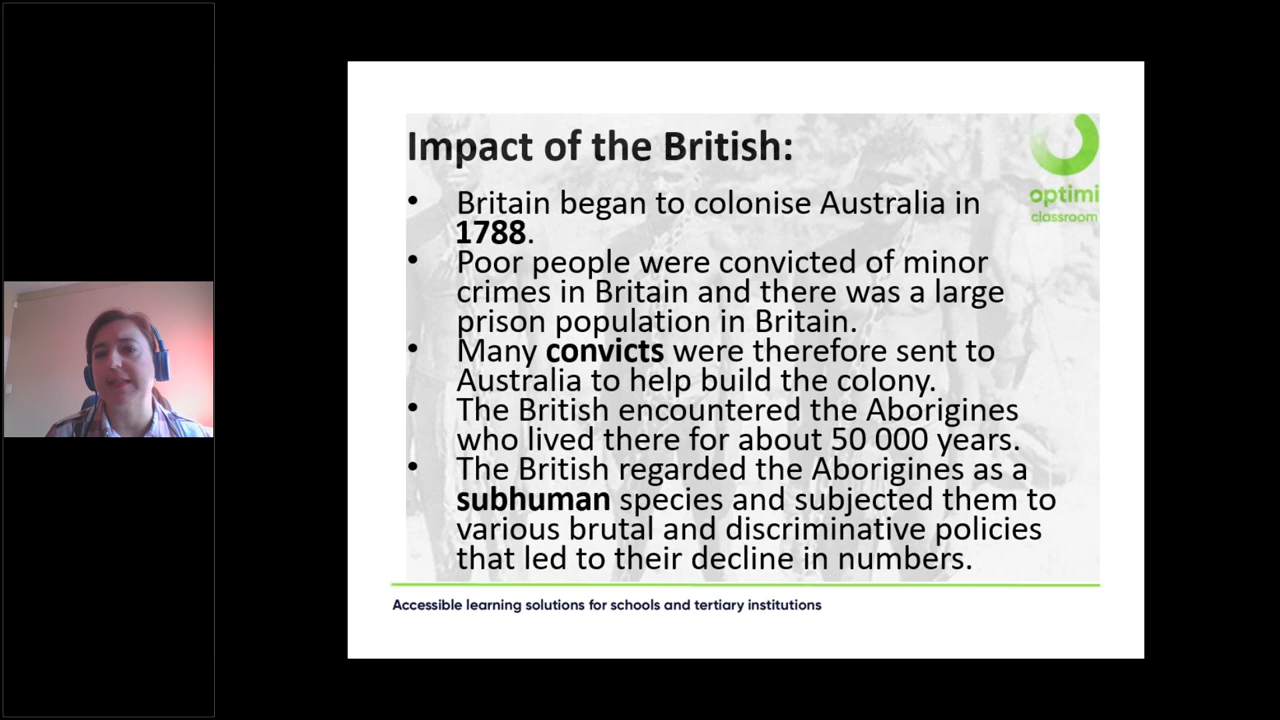 Impact of the British:
optimi
classroom
• Britain began to colonise Australia in
1788.
• Poor people were convicted of minor
crimes in Britain and there was a large
prison population in Britain.
• Many convicts were therefore sent to
Australia to help build the colony.
• The British encountered the Aborigines
who lived there for about 50 000 years.
• The British regarded the Aborigines as a
subhuman species and subjected them to
various brutal and discriminative policies
that led to their decline in numbers.
Accessible learning solutions for schools and tertiary institutions